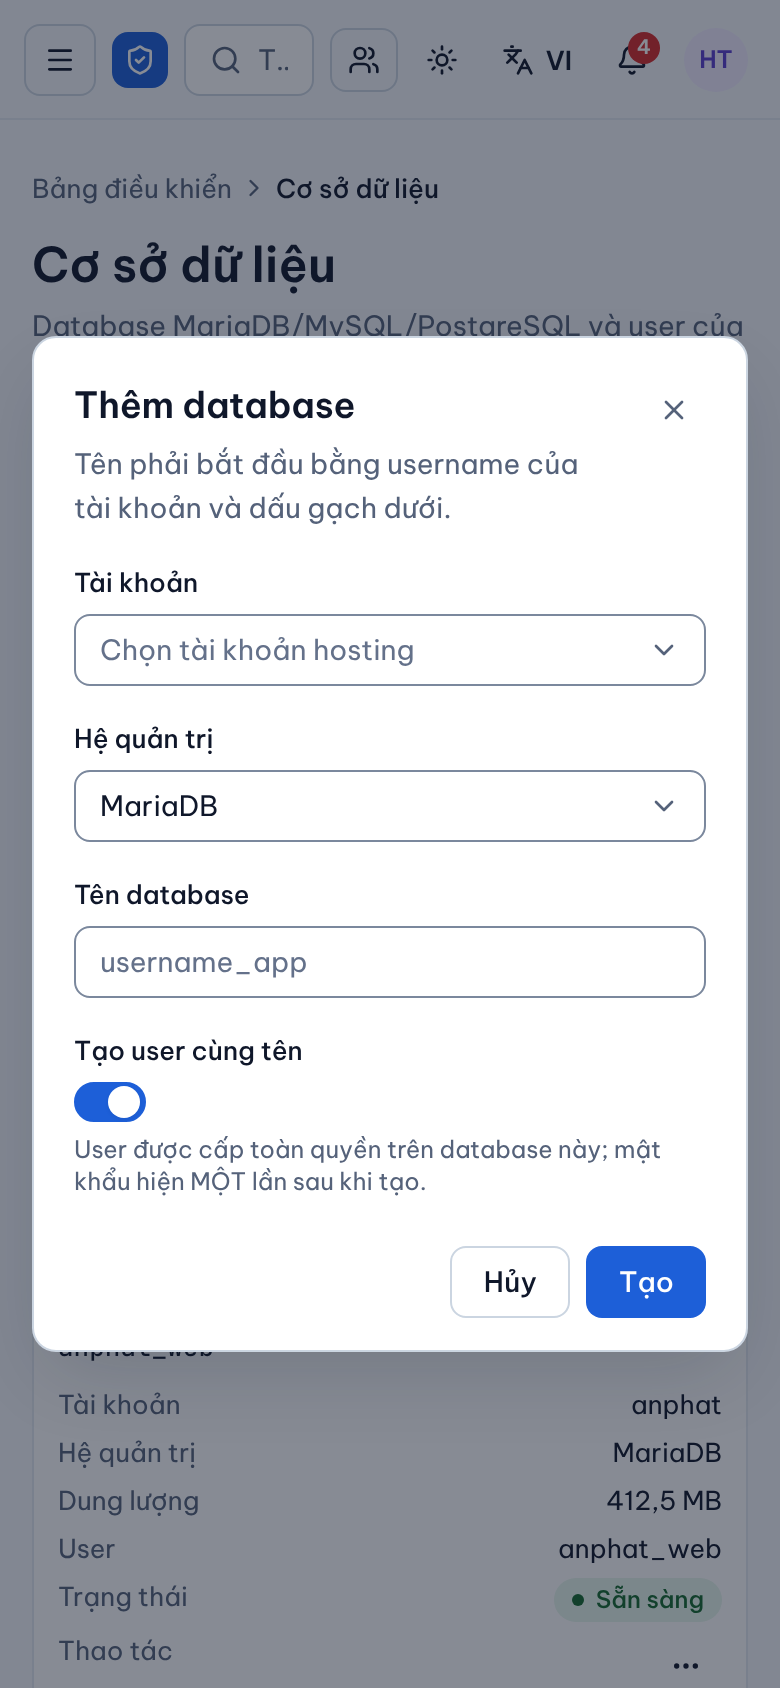 T..
VI
4
HT
Bảng điều khiển > Cơ sở dữ liệu
Cơ sở dữ liệu
Database MariaDB/MySQL/PostgreSQL và user của
Thêm database
Tên phải bắt đầu bằng username của
tài khoản và dấu gạch dưới.
Tài khoản
Chọn tài khoản hosting
Hệ quản trị
MariaDB
Tên database
username_app
Tạo user cùng tên
User được cấp toàn quyền trên database này; mật
khẩu hiện MỘT lần sau khi tạo.
Hủy
Tạo
anphat_web
Tài khoản anphat
Hệ quản trị MariaDB
Dung lượng 412,5 MB
User anphat_web
Trạng thái Sẵn sàng
Thao tác ...